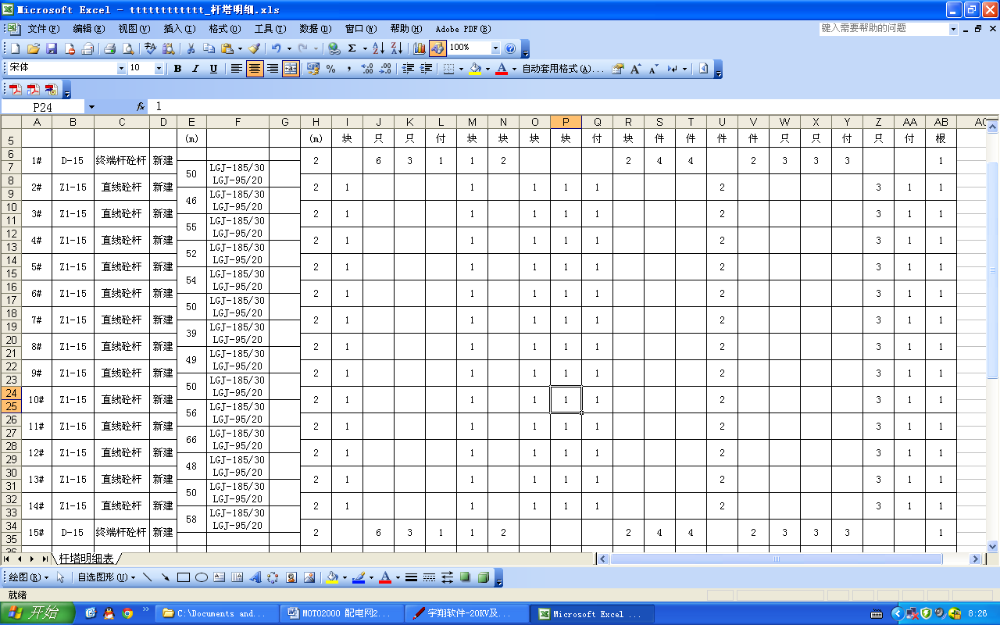 Microsoft Excel - tttttttttttt_杆塔明细.xls
文件(F) 编辑(E) 视图(V) 插入(I) 格式(O) 工具(T) 数据(D) 窗口(W) 帮助(H) Adobe PDF(B) 键入需要帮助的问题
100%
宋体 10 B I U 自动套用格式(A)...
P24 fx 1
A B C D E F G H I J K L M N O P Q R S T U V W X Y Z AA AB AC
5 (m) (m) 块 只 只 付 块 块 块 块 付 块 件 件 件 件 只 只 付 只 付 根
6
1# D-15 终端杆砼杆 新建 2 6 3 1 1 2 2 4 4 2 3 3 3 1
7 LGJ-185/30
50
8 LGJ-95/20
2# Z1-15 直线砼杆 新建 2 1 1 1 1 1 2 3 1 1
9 LGJ-185/30
46
10 LGJ-95/20
3# Z1-15 直线砼杆 新建 2 1 1 1 1 1 2 3 1 1
11 LGJ-185/30
55
12 LGJ-95/20
4# Z1-15 直线砼杆 新建 2 1 1 1 1 1 2 3 1 1
13 LGJ-185/30
52
14 LGJ-95/20
5# Z1-15 直线砼杆 新建 2 1 1 1 1 1 2 3 1 1
15 LGJ-185/30
54
16 LGJ-95/20
6# Z1-15 直线砼杆 新建 2 1 1 1 1 1 2 3 1 1
17 LGJ-185/30
50
18 LGJ-95/20
7# Z1-15 直线砼杆 新建 2 1 1 1 1 1 2 3 1 1
19 LGJ-185/30
39
20 LGJ-95/20
8# Z1-15 直线砼杆 新建 2 1 1 1 1 1 2 3 1 1
21 LGJ-185/30
49
22 LGJ-95/20
9# Z1-15 直线砼杆 新建 2 1 1 1 1 1 2 3 1 1
23 LGJ-185/30
50
24 LGJ-95/20
10# Z1-15 直线砼杆 新建 2 1 1 1 1 1 2 3 1 1
25 LGJ-185/30
56
26 LGJ-95/20
11# Z1-15 直线砼杆 新建 2 1 1 1 1 1 2 3 1 1
27 LGJ-185/30
66
28 LGJ-95/20
12# Z1-15 直线砼杆 新建 2 1 1 1 1 1 2 3 1 1
29 LGJ-185/30
48
30 LGJ-95/20
13# Z1-15 直线砼杆 新建 2 1 1 1 1 1 2 3 1 1
31 LGJ-185/30
50
32 LGJ-95/20
14# Z1-15 直线砼杆 新建 2 1 1 1 1 1 2 3 1 1
33 LGJ-185/30
58
34 LGJ-95/20
15# D-15 终端杆砼杆 新建 2 6 3 1 1 2 2 4 4 2 3 3 3 1
35
杆塔明细表
绘图(R) 自选图形(U)
就绪
开始 C:\Documents and... MOTO2000 配电网2... 宇翔软件-20KV及... Microsoft Excel ... 8:26